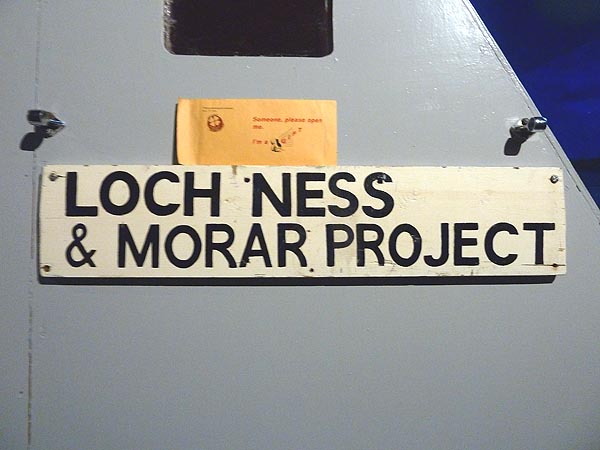 Someone, please open
me.
I'm a
LOCH NESS
& MORAR PROJECT